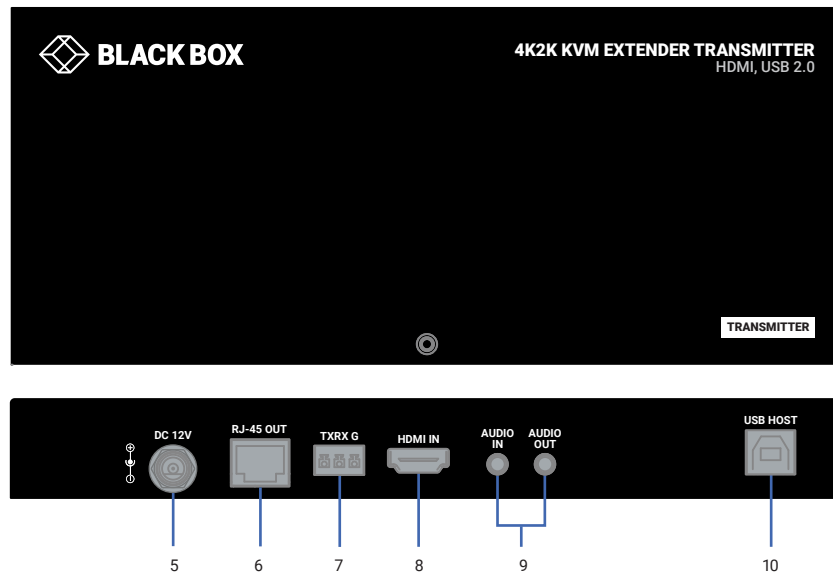 BLACK BOX
4K2K KVM EXTENDER TRANSMITTER
HDMI, USB 2.0
TRANSMITTER
DC 12V
RJ-45 OUT
TXRX G
HDMI IN
AUDIO
IN
AUDIO
OUT
USB HOST
5
6
7
8
9
10